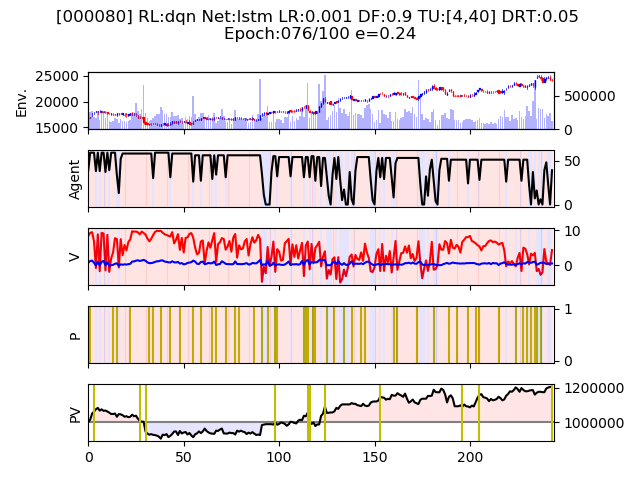 [000080] RL:dqn Net:lstm LR:0.001 DF:0.9 TU:[4,40] DRT:0.05
Epoch:076/100 e=0.24
Env.
25000
20000
15000
500000
0
Agent
50
0
V
10
0
P
1
0
PV
1200000
1000000
0 50 100 150 200